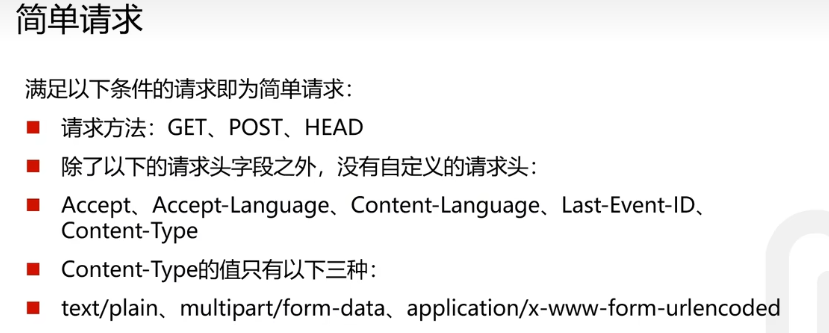 简单请求
满足以下条件的请求即为简单请求：
请求方法：GET、POST、HEAD
除了以下的请求头字段之外，没有自定义的请求头：
Accept、Accept-Language、Content-Language、Last-Event-ID、
Content-Type
Content-Type的值只有以下三种：
text/plain、multipart/form-data、application/x-www-form-urlencoded